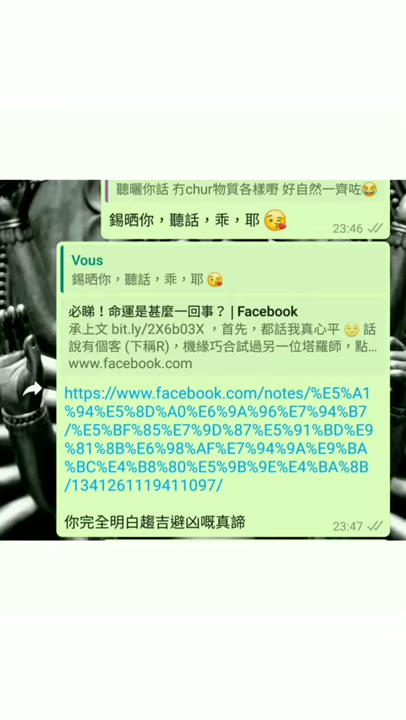 聽曬你話 冇chur物質各樣嘢 好自然一齊咗😂
錫晒你，聽話，乖，耶 😘
23:46
Vous
錫晒你，聽話，乖，耶 😘
必睇！命運是甚麼一回事？ | Facebook
承上文 bit.ly/2X6b03X ，首先，都話我真心平 😌 話
說有個客 (下稱R)，機緣巧合試過另一位塔羅師，點...
www.facebook.com
https://www.facebook.com/notes/%E5%A1
%94%E5%8D%A0%E6%9A%96%E7%94%B7
/%E5%BF%85%E7%9D%87%E5%91%BD%E9
%81%8B%E6%98%AF%E7%94%9A%E9%BA
%BC%E4%B8%80%E5%9B%9E%E4%BA%8B
/1341261119411097/
你完全明白趨吉避凶嘅真諦
23:47